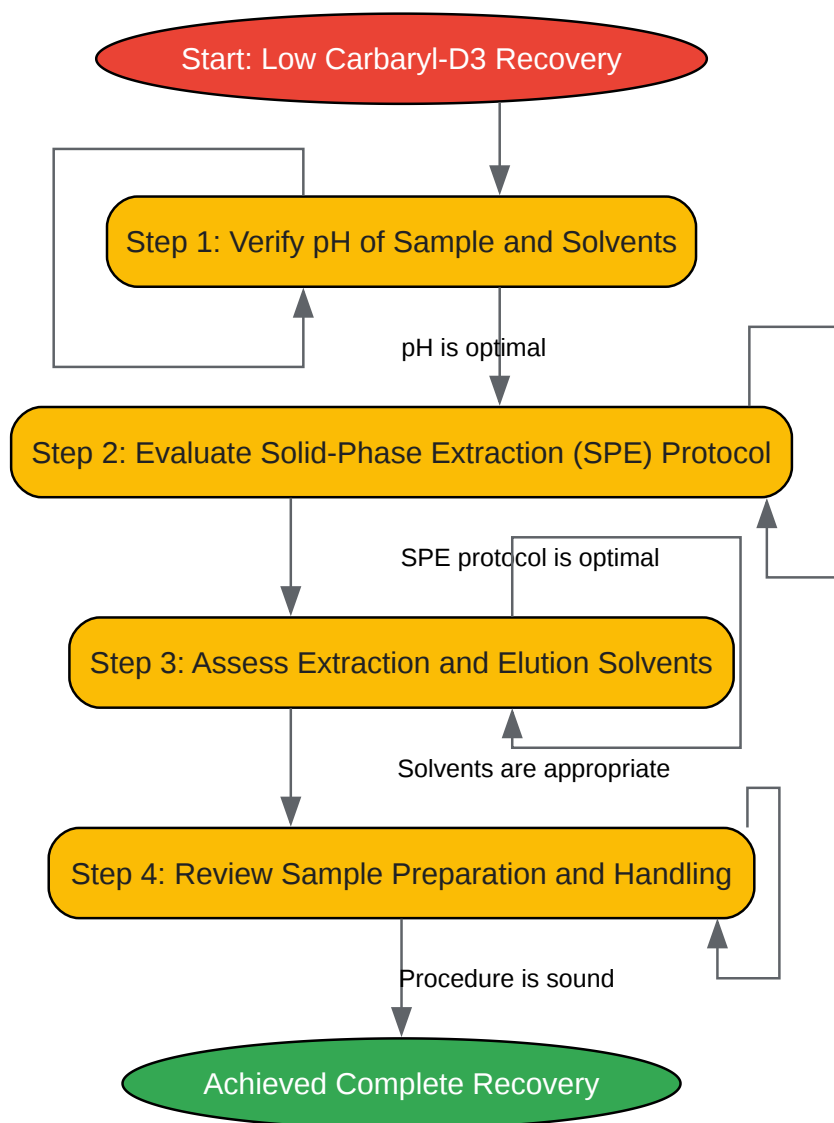 Start: Low Carbaryl-D3 Recovery
Step 1: Verify pH of Sample and Solvents
pH is optimal
Step 2: Evaluate Solid-Phase Extraction (SPE) Protocol
SPE protocol is optimal
Step 3: Assess Extraction and Elution Solvents
Solvents are appropriate
Step 4: Review Sample Preparation and Handling
Procedure is sound
Achieved Complete Recovery